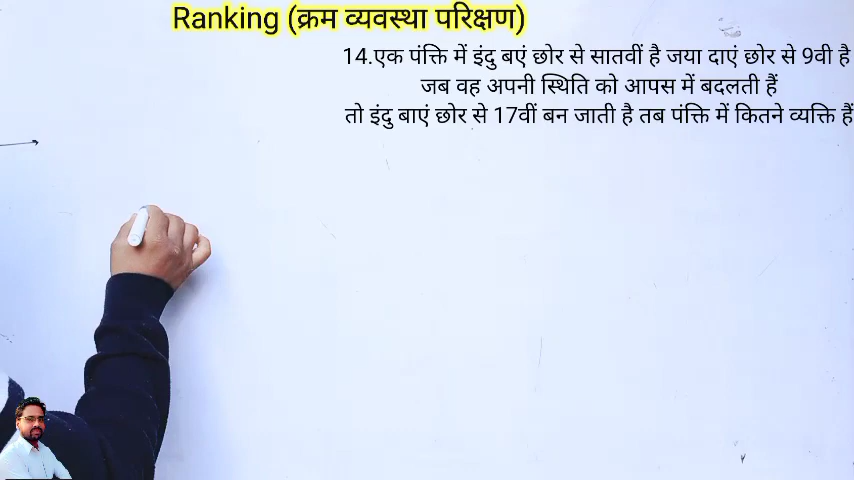 Ranking (क्रम व्यवस्था परिक्षण)
14.एक पंक्ति में इंदु बएं छोर से सातवीं है जया दाएं छोर से 9वी है
जब वह अपनी स्थिति को आपस में बदलती हैं
तो इंदु बाएं छोर से 17वीं बन जाती है तब पंक्ति में कितने व्यक्ति हैं